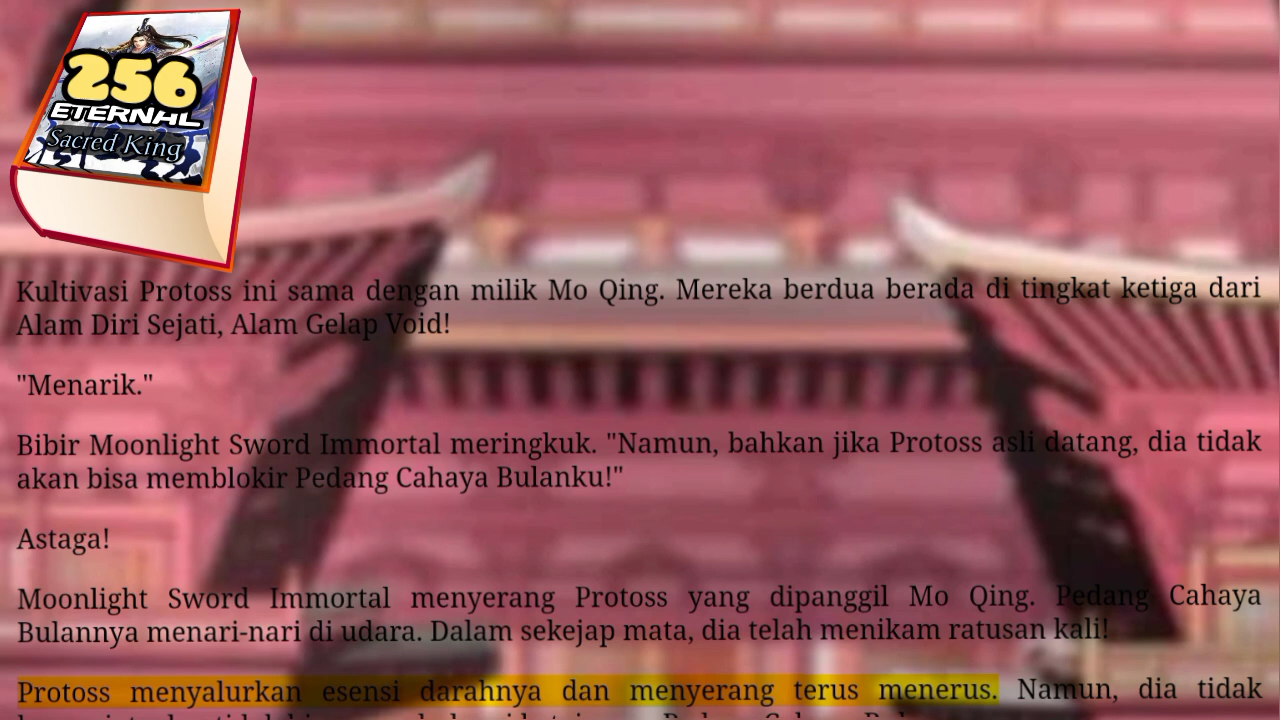 256
ETERNAL
Sacred King
Kultivasi Protoss ini sama dengan milik Mo Qing. Mereka berdua berada di tingkat ketiga dari
Alam Diri Sejati, Alam Gelap Void!
"Menarik."
Bibir Moonlight Sword Immortal meringkuk. "Namun, bahkan jika Protoss asli datang, dia tidak
akan bisa memblokir Pedang Cahaya Bulanku!"
Astaga!
Moonlight Sword Immortal menyerang Protoss yang dipanggil Mo Qing. Pedang Cahaya
Bulannya menari-nari di udara. Dalam sekejap mata, dia telah menikam ratusan kali!
Protoss menyalurkan esensi darahnya dan menyerang terus menerus. Namun, dia tidak